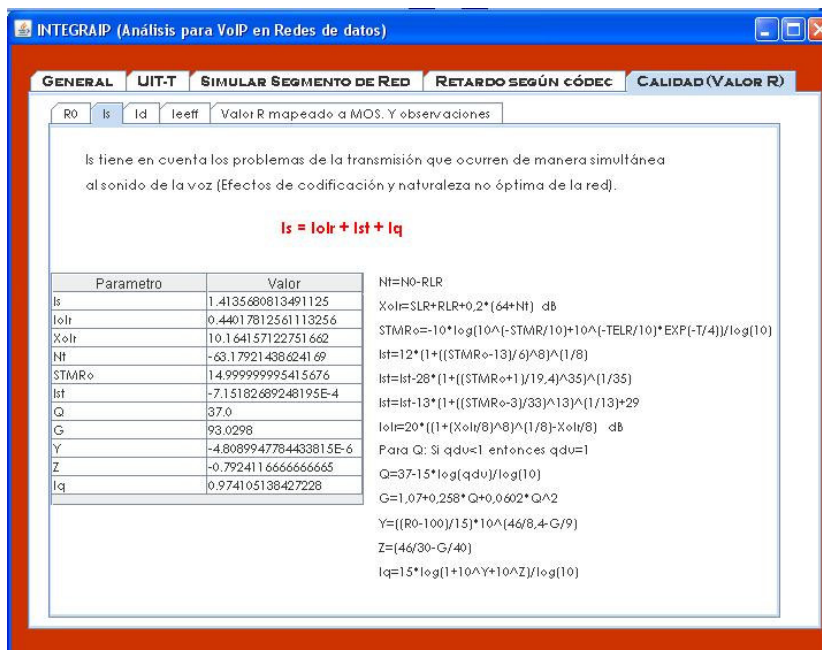 INTEGRAIP (Análisis para VoIP en Redes de datos)
GENERAL UIT-T SIMULAR SEGMENTO DE RED RETARDO SEGÚN CÓDEC CALIDAD (VALOR R)
R0 Is Id Ieeff Valor R mapeado a MOS. Y observaciones
Is tiene en cuenta los problemas de la transmisión que ocurren de manera simultánea
al sonido de la voz (Efectos de codificación y naturaleza no óptima de la red).
Is = Iolr + Ist + Iq
Parametro Valor
Is 1.4135680813491125
Iolr 0.44017812561113256
Xolr 10.164157122751662
Nt -63.17921438624169
STMRo 14.999999995415676
Ist -7.15182689248195E-4
Q 37.0
G 93.0298
Y -4.8089947784433815E-6
Z -0.7924116666666665
Iq 0.974105138427228
Nt=N0-RLR
Xolr=SLR+RLR+0,2*(64+Nt) dB
STMRo=-10*log(10^(-STMR/10)+10^(-TELR/10)*EXP(-T/4))/log(10)
Ist=12*(1+((STMRo-13)/6)^8)^(1/8)
Ist=Ist-28*(1+((STMRo+1)/19,4)^35)^(1/35)
Ist=Ist-13*(1+((STMRo-3)/33)^13)^(1/13)+29
Iolr=20*((1+(Xolr/8)^8)^(1/8)-Xolr/8) dB
Para Q: Si qdu<1 entonces qdu=1
Q=37-15*log(qdu)/log(10)
G=1,07+0,258*Q+0,0602*Q^2
Y=((R0-100)/15)*10^(46/8,4-G/9)
Z=(46/30-G/40)
Iq=15*log(1+10^Y+10^Z)/log(10)